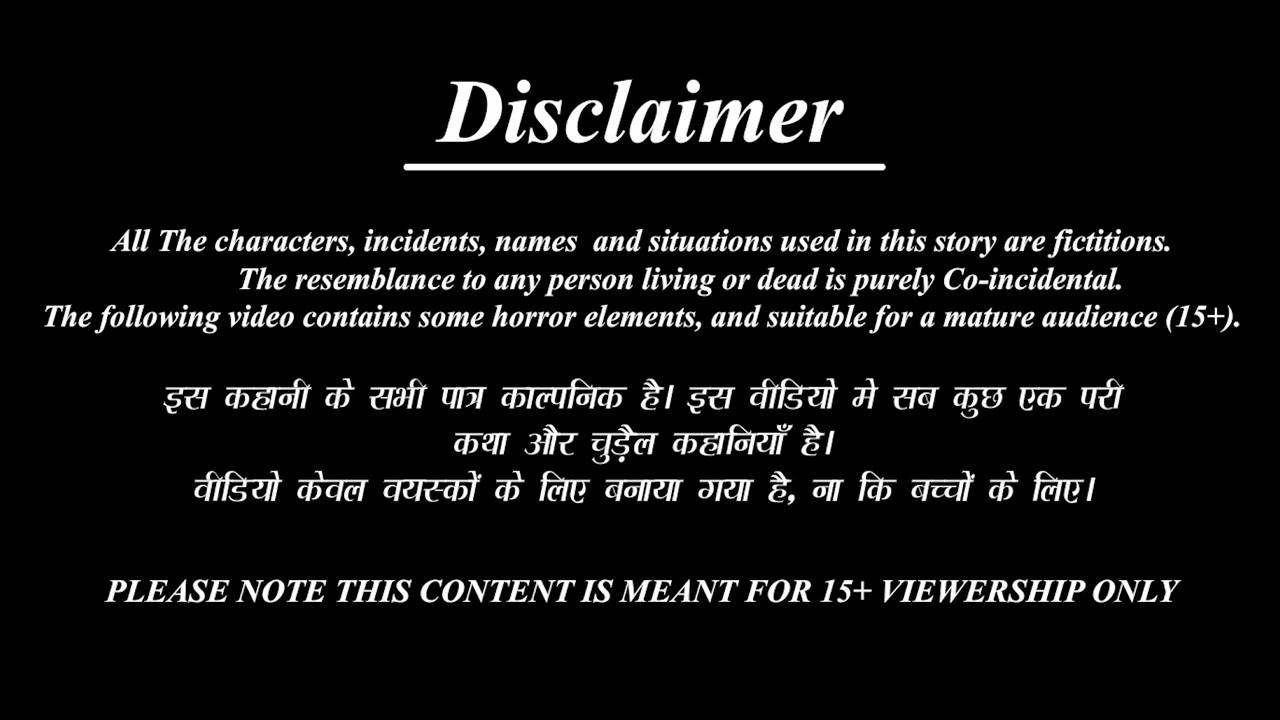 Disclaimer
All The characters, incidents, names and situations used in this story are fictitions.
The resemblance to any person living or dead is purely Co-incidental.
The following video contains some horror elements, and suitable for a mature audience (15+).
इस कहानी के सभी पात्र काल्पनिक है। इस वीडियो मे सब कुछ एक परी
कथा और चुड़ैल कहानियाँ है।
वीडियो केवल वयस्कों के लिए बनाया गया है, ना कि बच्चों के लिए।
PLEASE NOTE THIS CONTENT IS MEANT FOR 15+ VIEWERSHIP ONLY